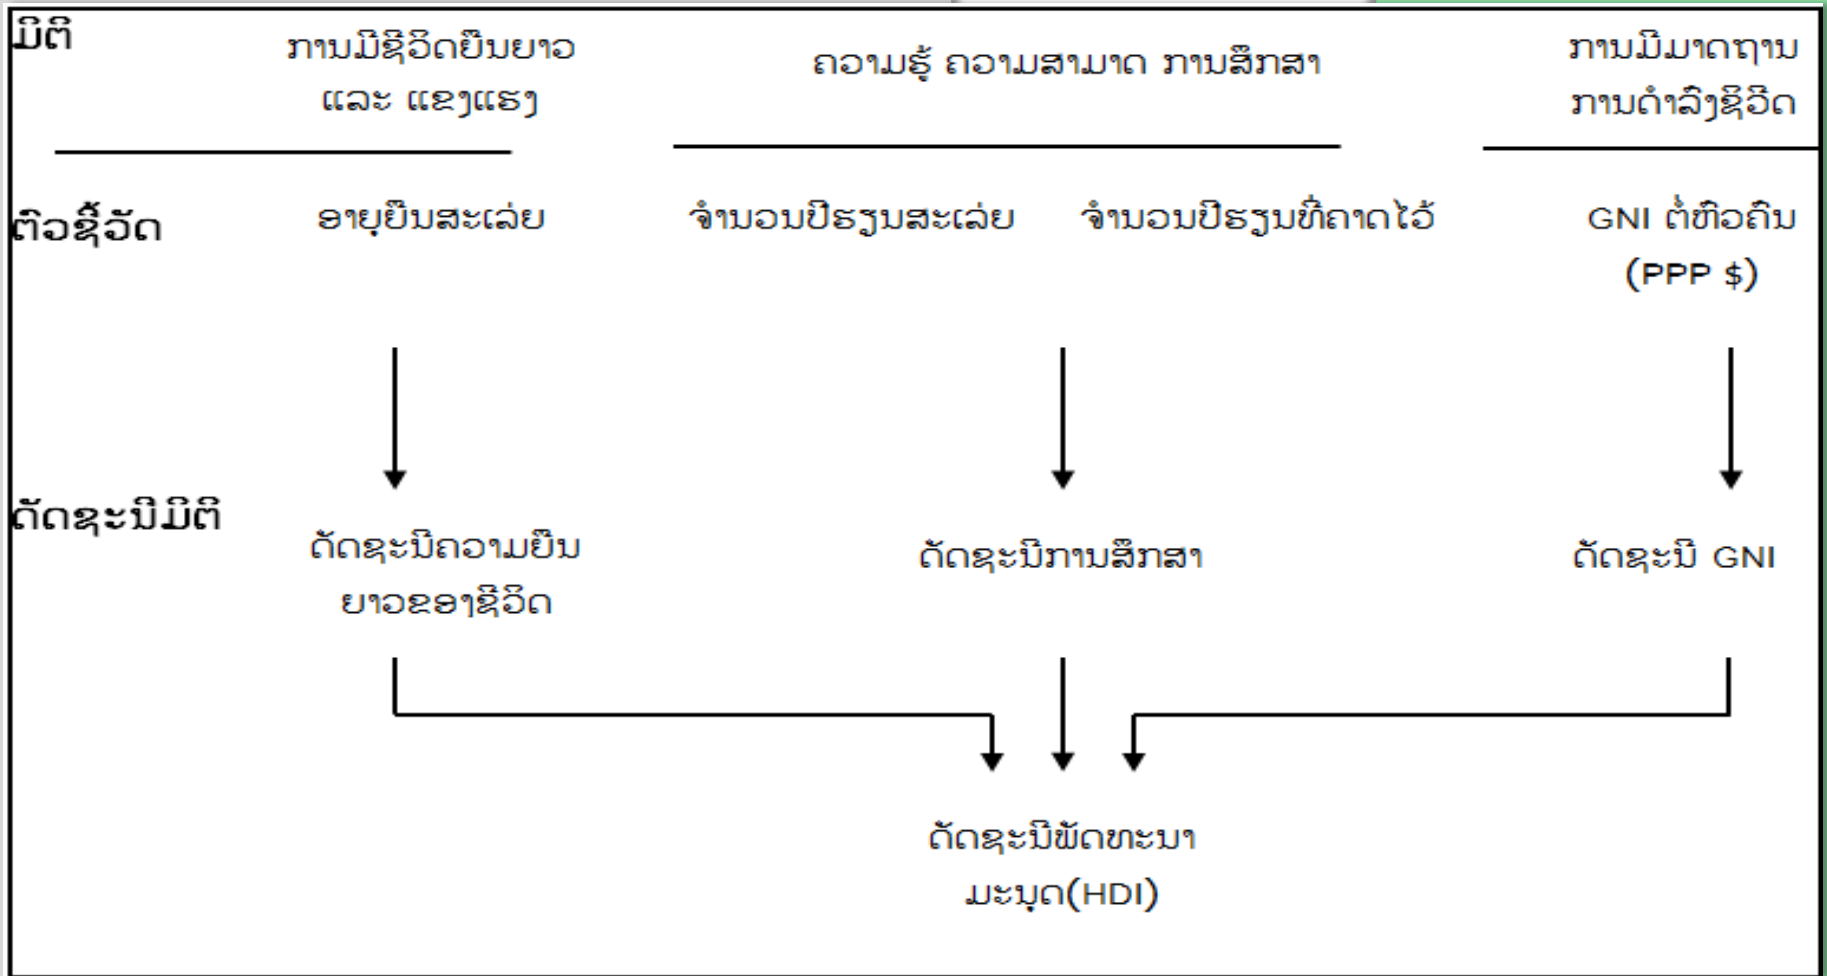 ມິຕິ
ການມີຊີວິດຍືນຍາວ
ແລະ ແຂງແຮງ
ຄວາມຮູ້ ຄວາມສາມາດ ການສຶກສາ
ການມີມາດຖານ
ການດຳລົງຊິວີດ
ຕົວຊີ້ວັດ
ອາຍຸຍືນສະເລ່ຍ
ຈຳນວນປີຮຽນສະເລ່ຍ
ຈຳນວນປີຮຽນທີ່ຄາດໄວ້
GNI ຕໍ່ຫົວຄົນ
(PPP $)
ດັດຊະນີມິຕິ
ດັດຊະນີຄວາມຍືນ
ຍາວຂອງຊີວິດ
ດັດຊະນີການສຶກສາ
ດັດຊະນີ GNI
ດັດຊະນີພັດທະນາ
ມະນຸດ(HDI)